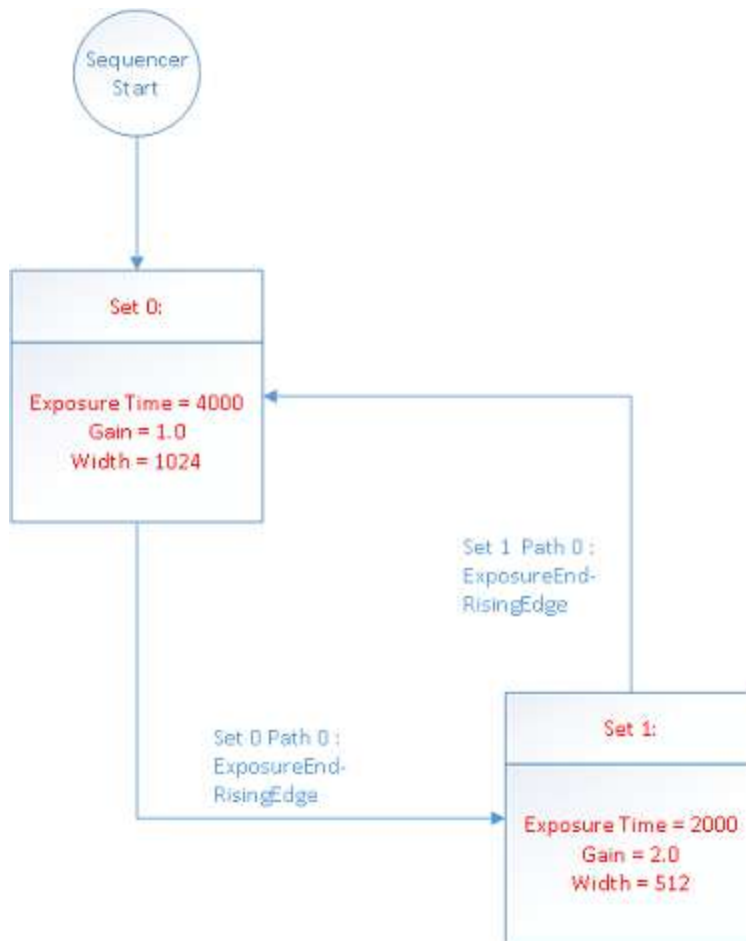 Sequencer
Start
Set 0:
Exposure Time = 4000
Gain = 1.0
Width = 1024
Set 1 Path 0 :
ExposureEnd-
RisingEdge
Set 0 Path 0 :
ExposureEnd-
RisingEdge
Set 1:
Exposure Time = 2000
Gain = 2.0
Width = 512